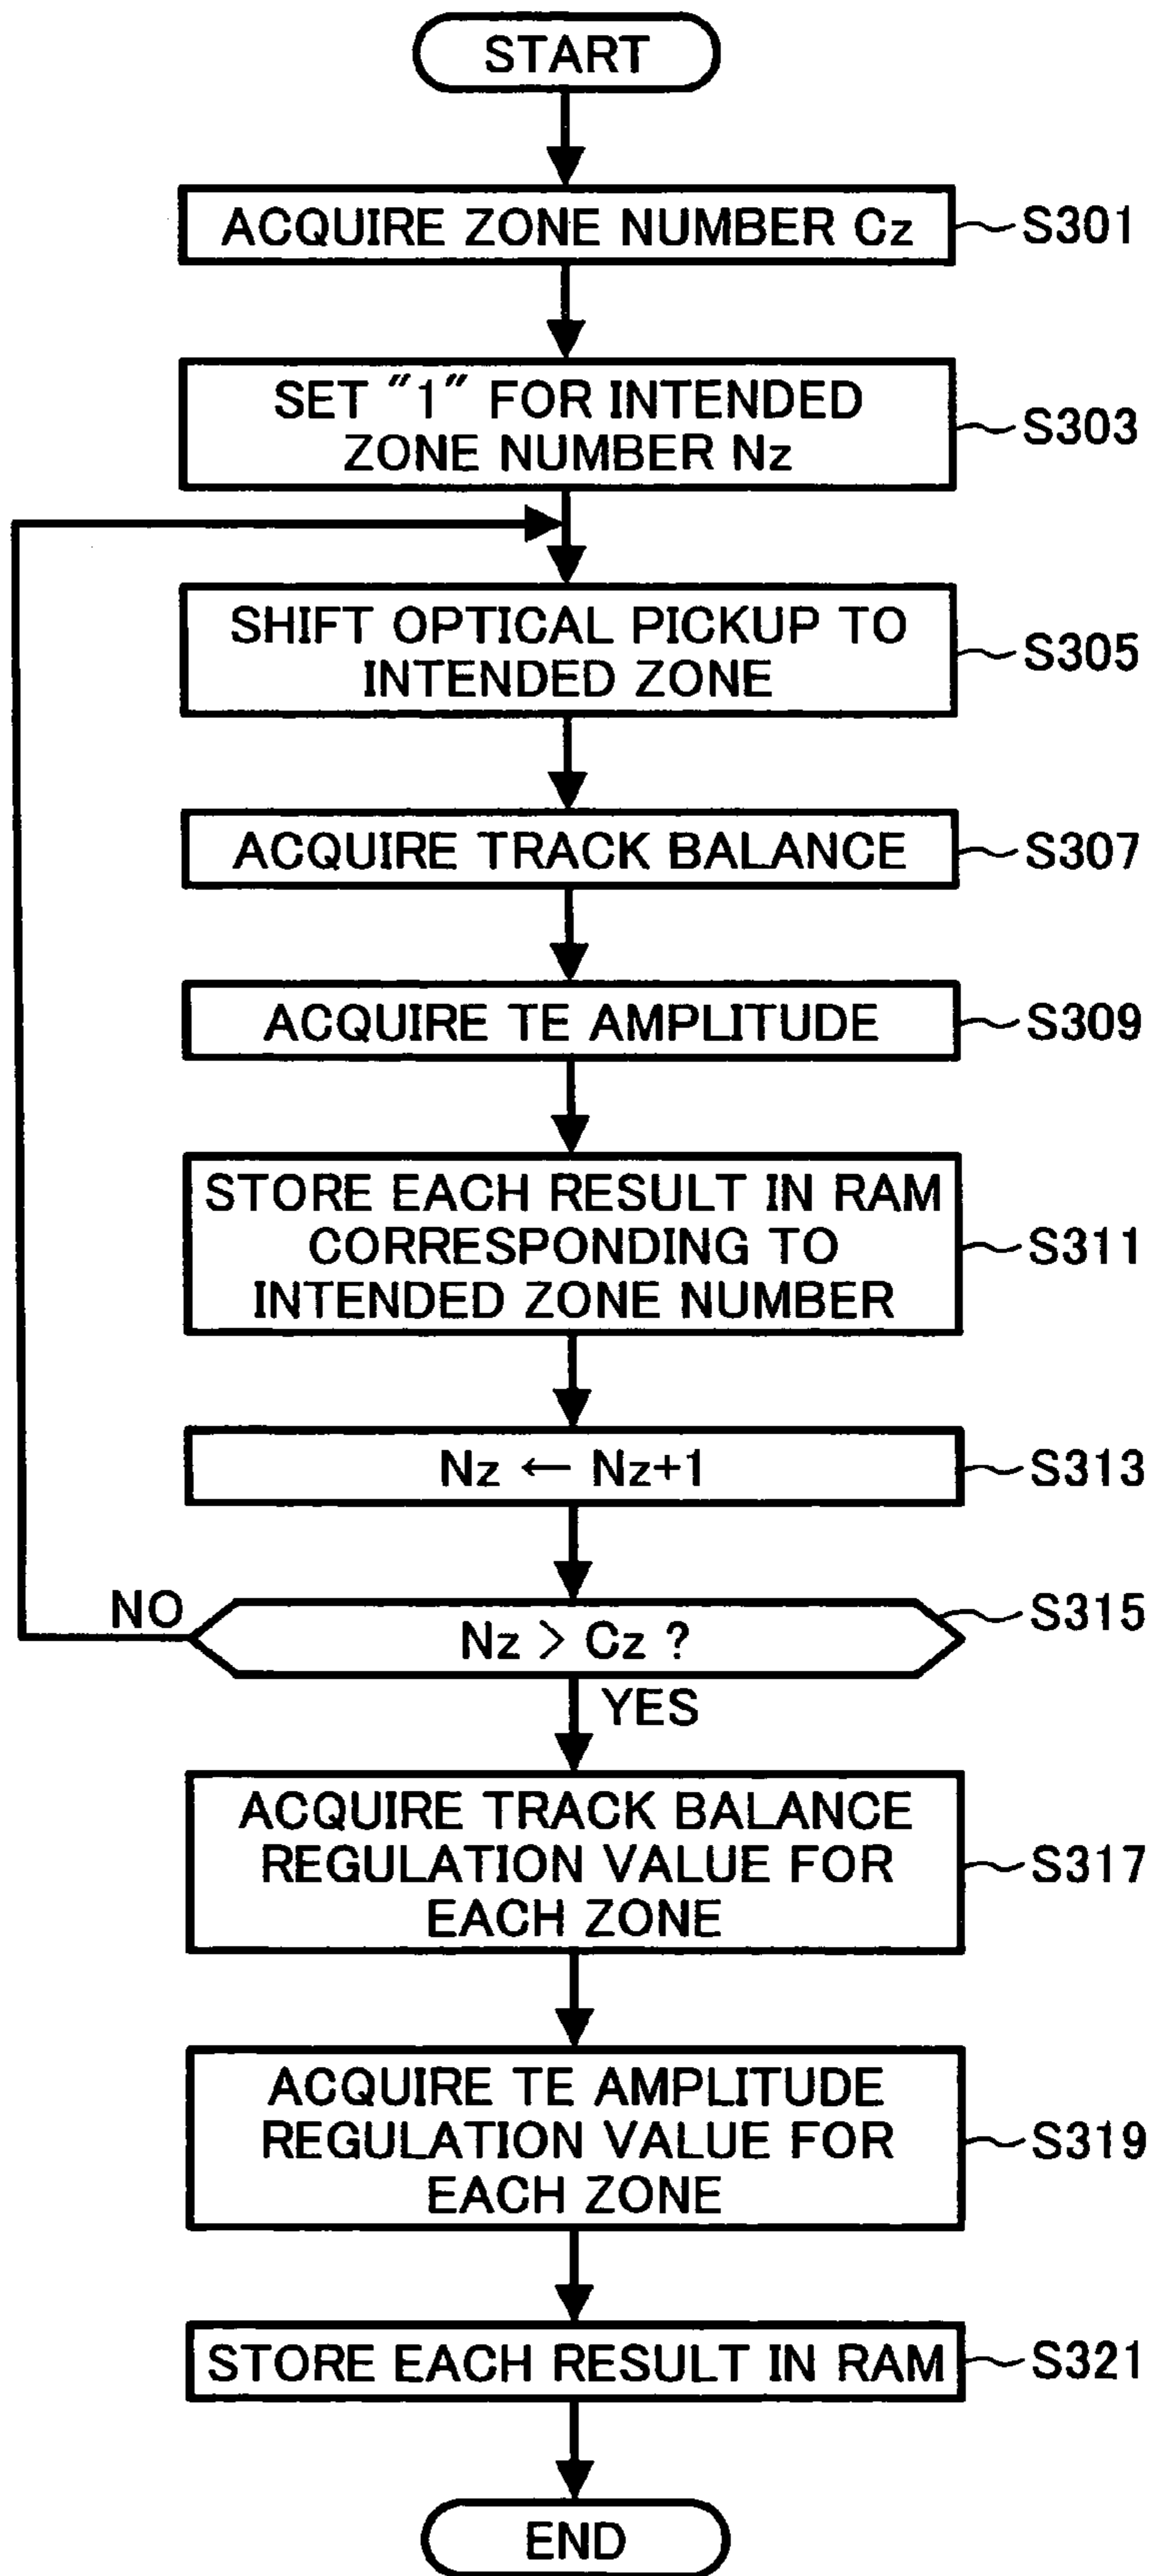 START
ACQUIRE ZONE NUMBER Cz
S301
SET "1" FOR INTENDED
ZONE NUMBER Nz
S303
SHIFT OPTICAL PICKUP TO
INTENDED ZONE
S305
ACQUIRE TRACK BALANCE
S307
ACQUIRE TE AMPLITUDE
S309
STORE EACH RESULT IN RAM
CORRESPONDING TO
INTENDED ZONE NUMBER
S311
Nz ← Nz+1
S313
NO
Nz > Cz ?
S315
YES
ACQUIRE TRACK BALANCE
REGULATION VALUE FOR
EACH ZONE
S317
ACQUIRE TE AMPLITUDE
REGULATION VALUE FOR
EACH ZONE
S319
STORE EACH RESULT IN RAM
S321
END